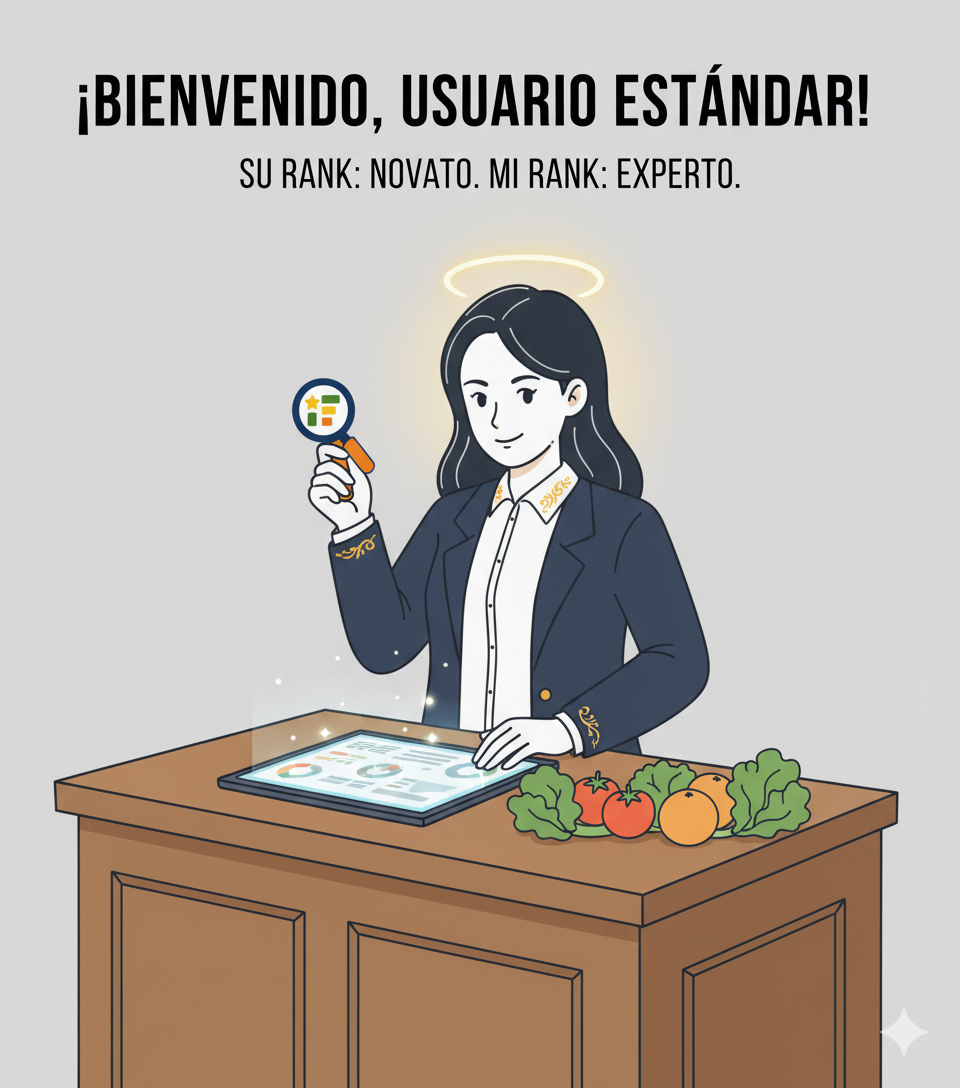 ¡BIENVENIDO, USUARIO ESTÁNDAR!
SU RANK: NOVATO. MI RANK: EXPERTO.